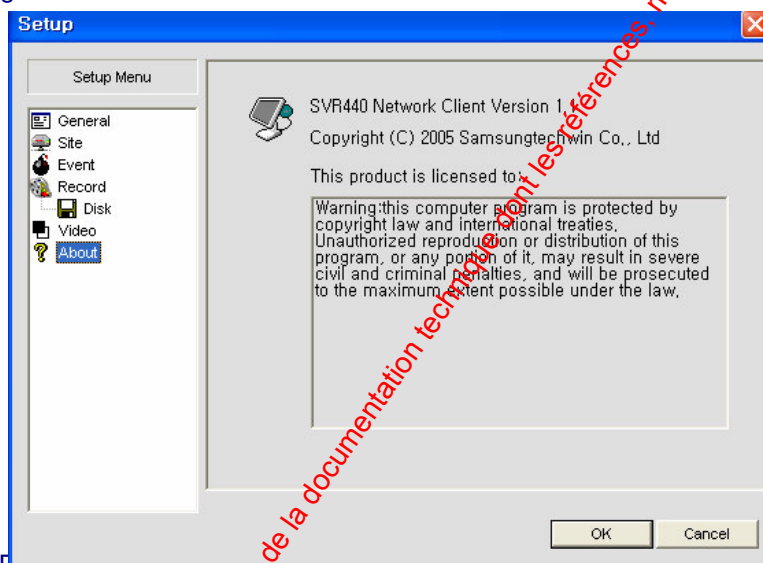 Setup
Setup Menu
General
Site
Event
Record
Disk
Video
About
SVR440 Network Client Version 1.
Copyright (C) 2005 Samsungtechwin Co., Ltd
This product is licensed to:
Warning:this computer program is protected by
copyright law and international treaties,
Unauthorized reproduction or distribution of this
program, or any portion of it, may result in severe
civil and criminal penalties, and will be prosecuted
to the maximum extent possible under the law,
OK Cancel
de la documentation technique dont les références,